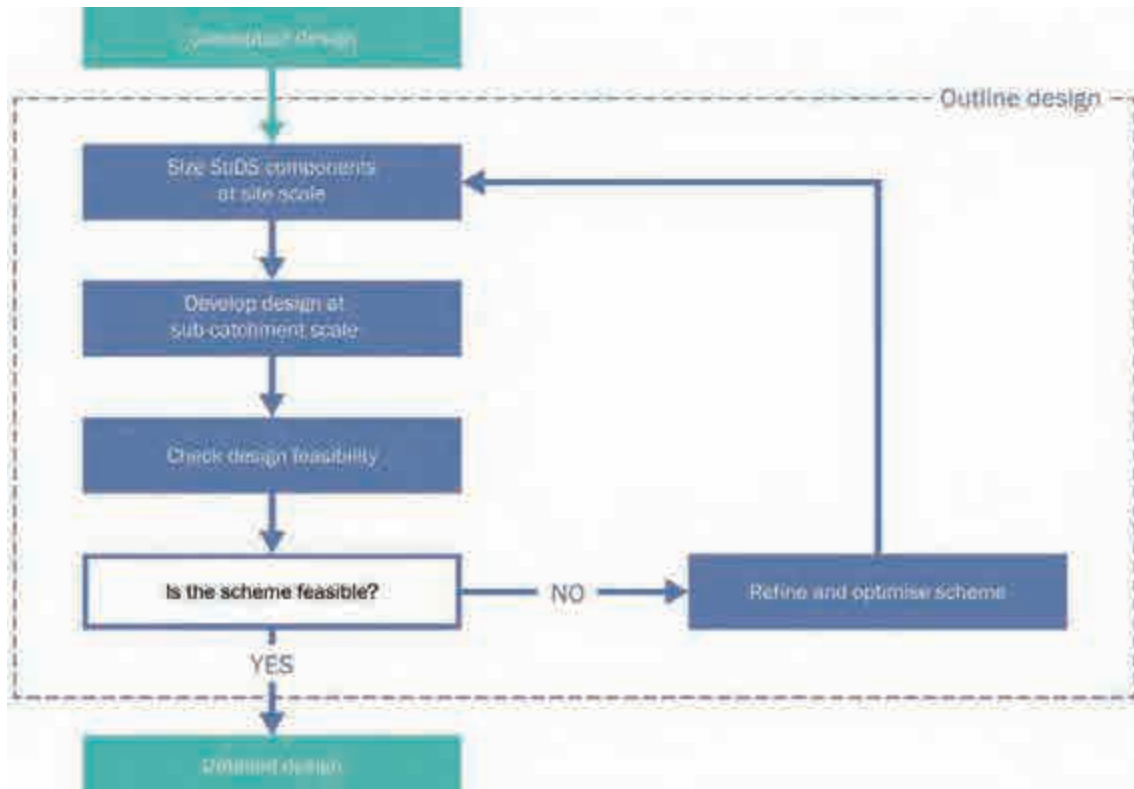 Conceptual design
Outline design
Size SuDS components
at site scale
Develop design at
sub-catchment scale
Check design feasibility
Is the scheme feasible?
NO
Refine and optimise scheme
YES
Detailed design